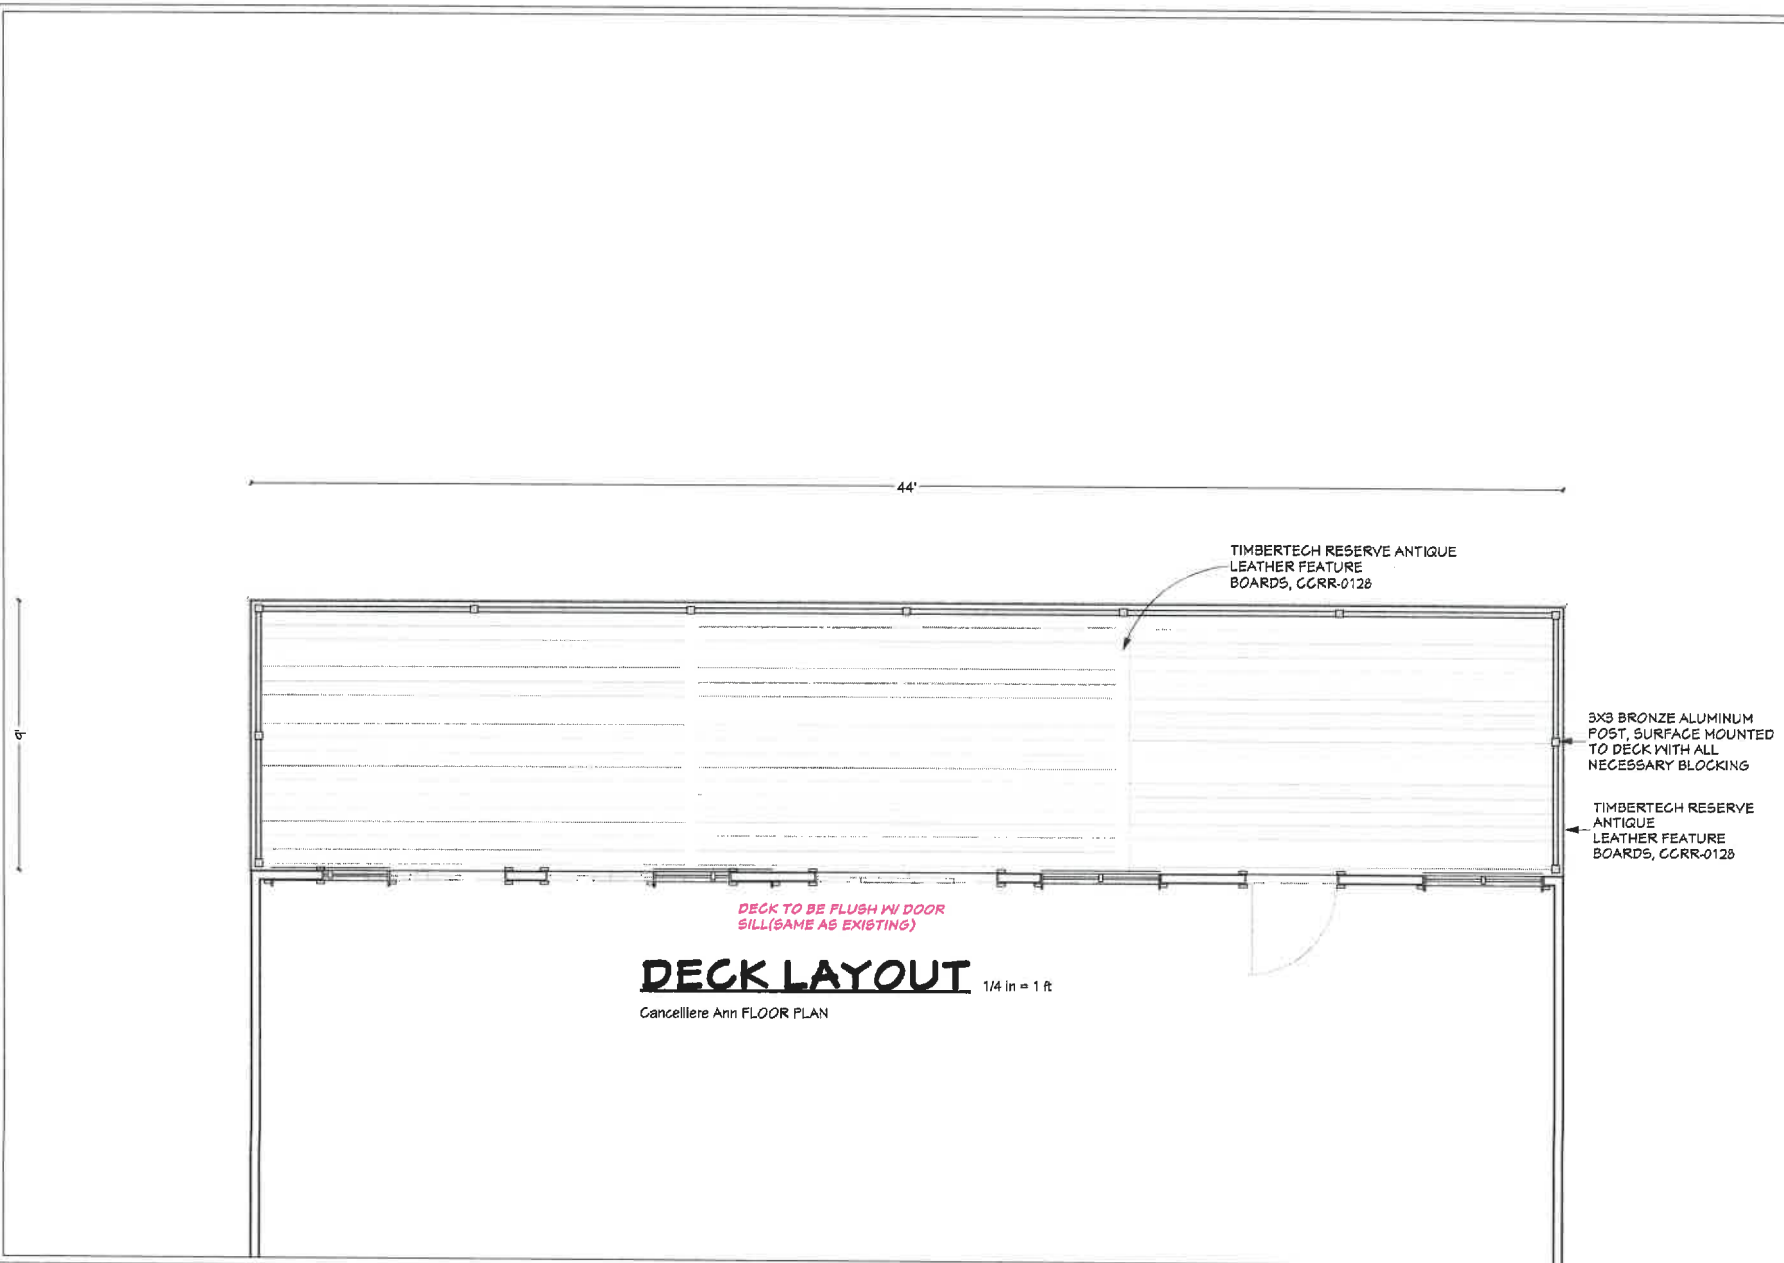 44'
TIMBERTECH RESERVE ANTIQUE
LEATHER FEATURE
BOARDS, CCRR-0128
9'
3X3 BRONZE ALUMINUM
POST, SURFACE MOUNTED
TO DECK WITH ALL
NECESSARY BLOCKING
TIMBERTECH RESERVE
ANTIQUE
LEATHER FEATURE
BOARDS, CCRR-0128
DECK TO BE FLUSH W/ DOOR
SILL(SAME AS EXISTING)
DECK LAYOUT 1/4 in = 1 ft
Cancelliere Ann FLOOR PLAN